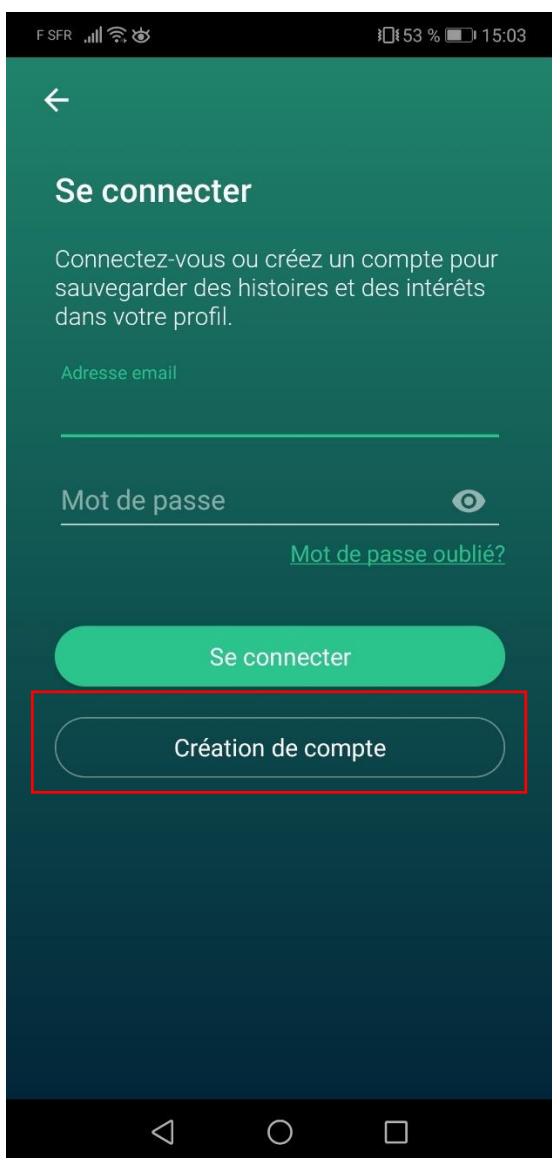 F SFR 53 % 15:03
Se connecter
Connectez-vous ou créez un compte pour
sauvegarder des histoires et des intérêts
dans votre profil.
Adresse email
Mot de passe
Mot de passe oublié?
Se connecter
Création de compte